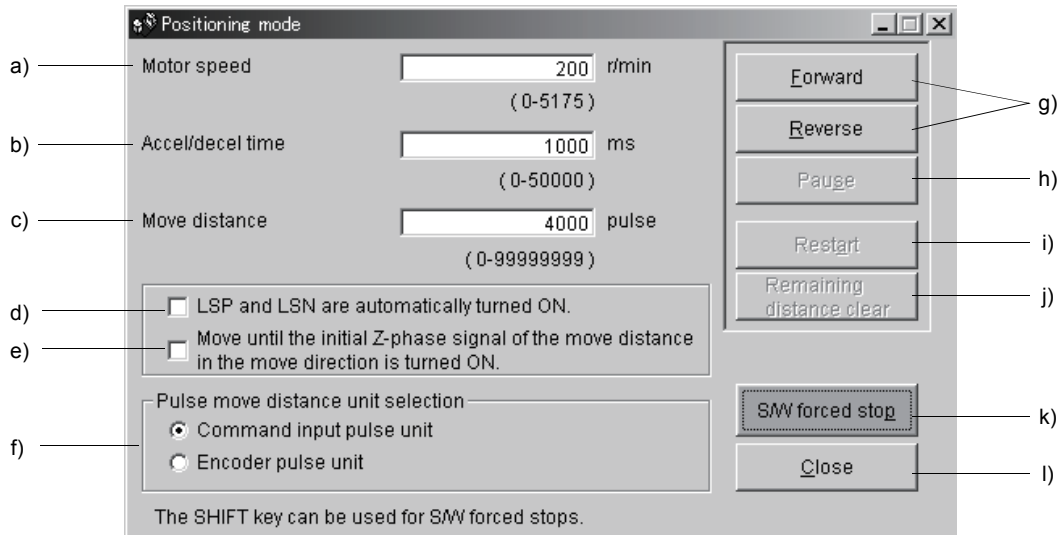 Positioning mode
a) Motor speed 200 r/min
(0-5175)
b) Accel/decel time 1000 ms
(0-50000)
c) Move distance 4000 pulse
(0-99999999)
d) LSP and LSN are automatically turned ON.
e) Move until the initial Z-phase signal of the move distance
in the move direction is turned ON.
f) Pulse move distance unit selection
Command input pulse unit
Encoder pulse unit
The SHIFT key can be used for S/W forced stops.
Forward
g)
Reverse
Pause h)
Restart i)
Remaining
distance clear j)
S/W forced stop k)
Close l)